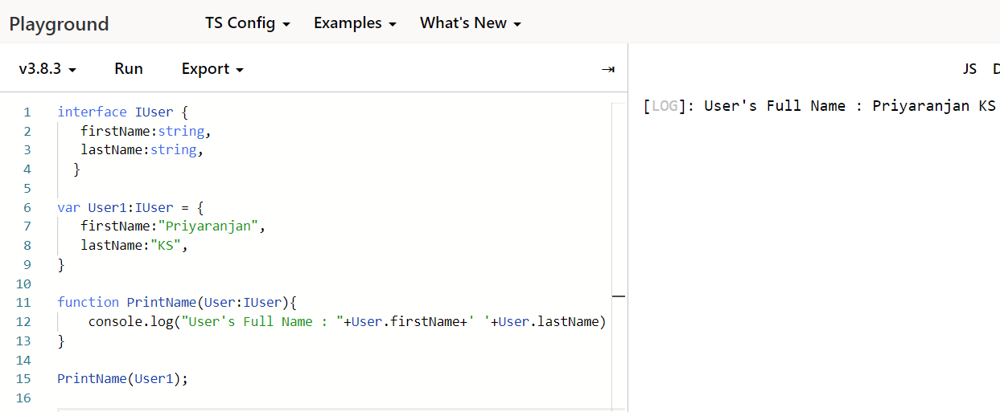 Playground
TS Config
Examples
What's New
v3.8.3
Run
Export
JS
D
1 interface IUser {
2 firstName:string,
3 lastName:string,
4 }
5
6 var User1:IUser = {
7 firstName:"Priyaranjan",
8 lastName:"KS",
9 }
10
11 function PrintName(User:IUser){
12 console.log("User's Full Name : "+User.firstName+' '+User.lastName)
13 }
14
15 PrintName(User1);
16
[LOG]: User's Full Name : Priyaranjan KS